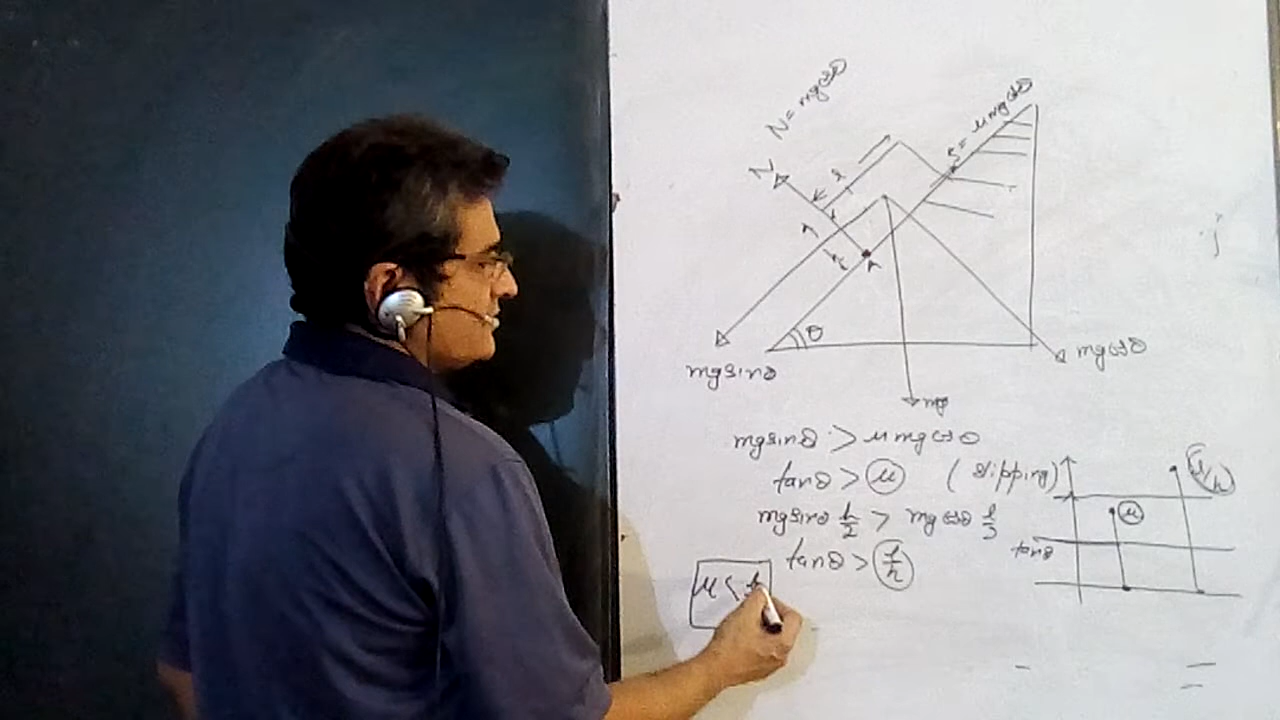 N = mg cos θ
N
l
f = μ mg cos θ
h
A
θ
mg sin θ
mg cos θ
mg
mg sin θ > μ mg cos θ
tan θ > μ (slipping)
mg sin θ h/2 > mg cos θ l/2
tan θ > l/h
μ <
μ
l/h
tan θ